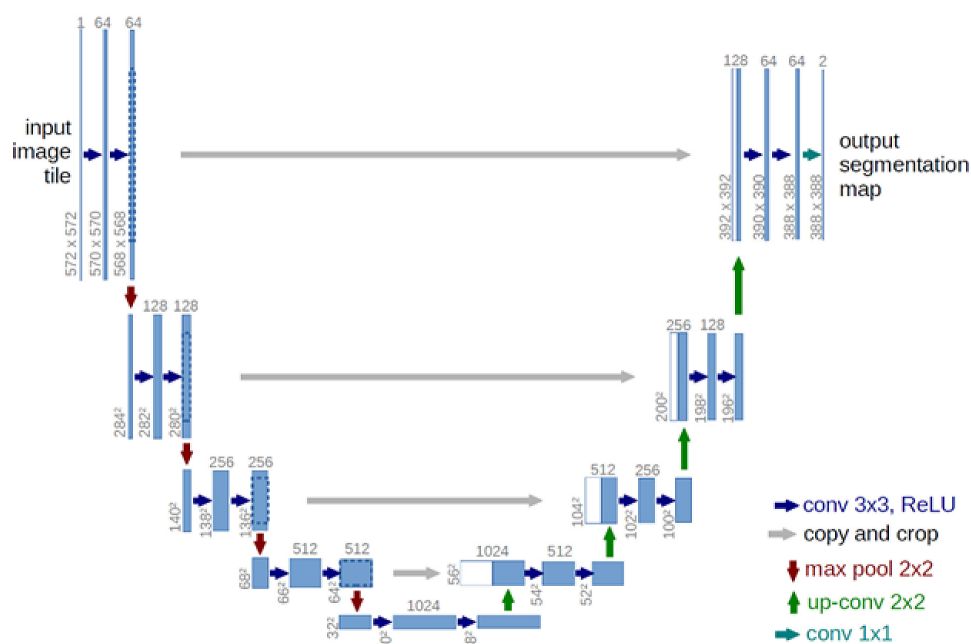 1 64 64
input
image
tile
572 x 572
570 x 570
568 x 568
128 64 64 2
output
segmentation
map
392 x 392
390 x 390
388 x 388
388 x 388
128 128
284²
282²
280²
256 128
200²
198²
196²
256 256
140²
138²
136²
512 256
104²
102²
100²
512 512
68²
66²
64²
1024 512
56²
54²
52²
1024
32²
conv 3x3, ReLU
copy and crop
max pool 2x2
up-conv 2x2
conv 1x1